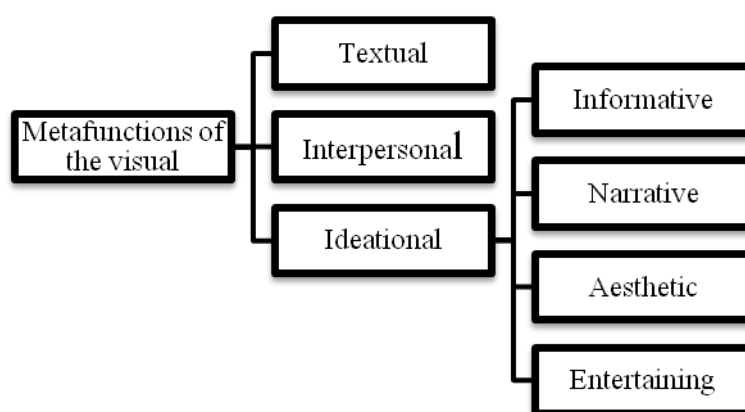 Metafunctions of
the visual
Textual
Interpersonal
Ideational
Informative
Narrative
Aesthetic
Entertaining